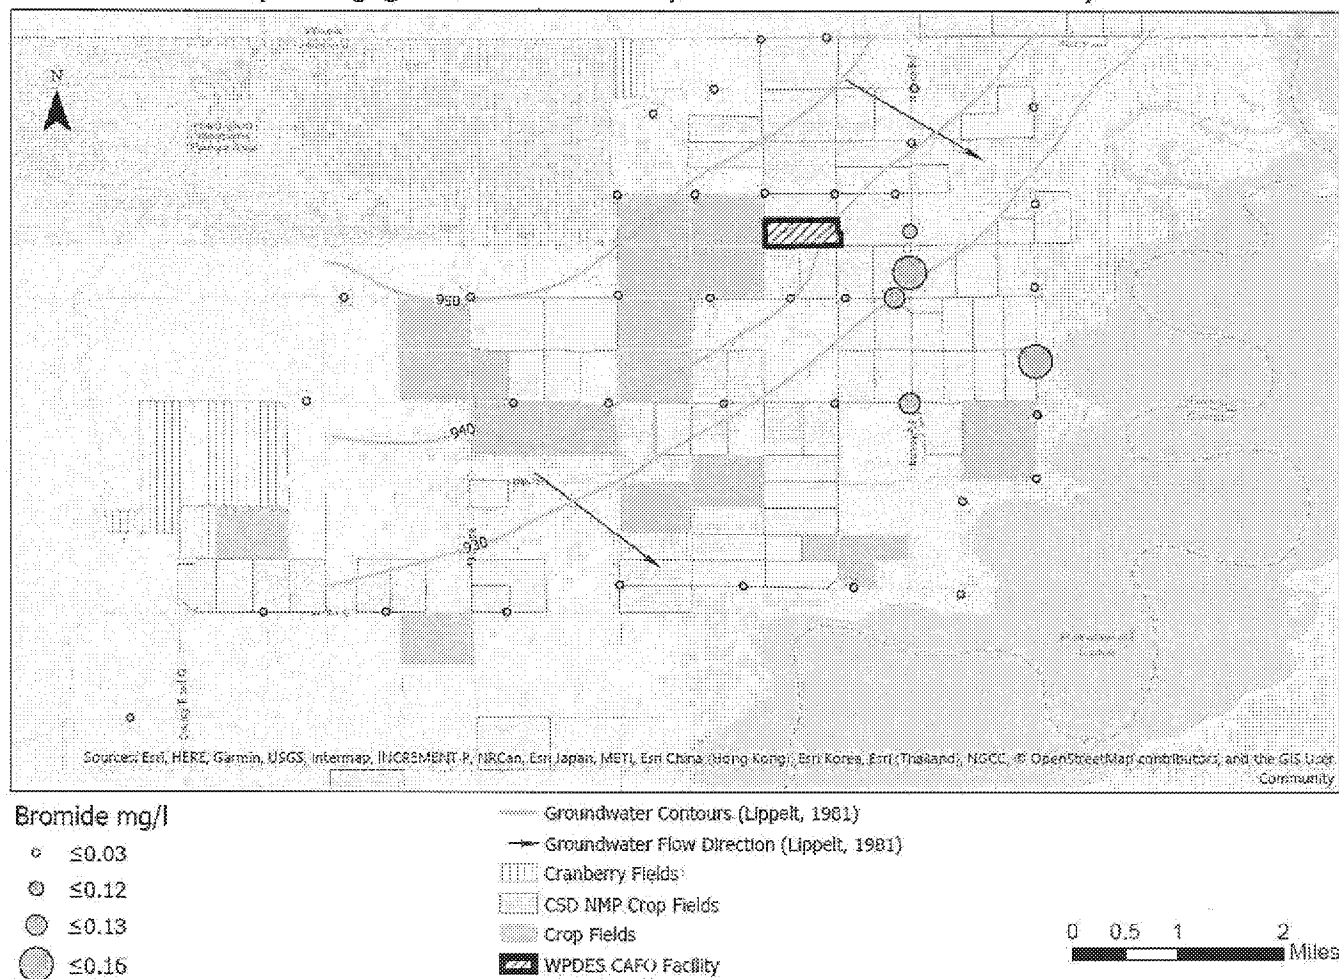 N
950
940
930
County Road G
Sources: Esri, HERE, Garmin, USGS, Intermap, INCREMENT P, NRCan, Esri Japan, METI, Esri China (Hong Kong), Esri Korea, Esri (Thailand), NGCC, © OpenStreetMap contributors, and the GIS User
Community
Bromide mg/l
≤0.03
≤0.12
≤0.13
≤0.16
Groundwater Contours (Lippelt, 1981)
Groundwater Flow Direction (Lippelt, 1981)
Cranberry Fields
CSD NMP Crop Fields
Crop Fields
WPDES CAFO Facility
0 0.5 1 2
Miles